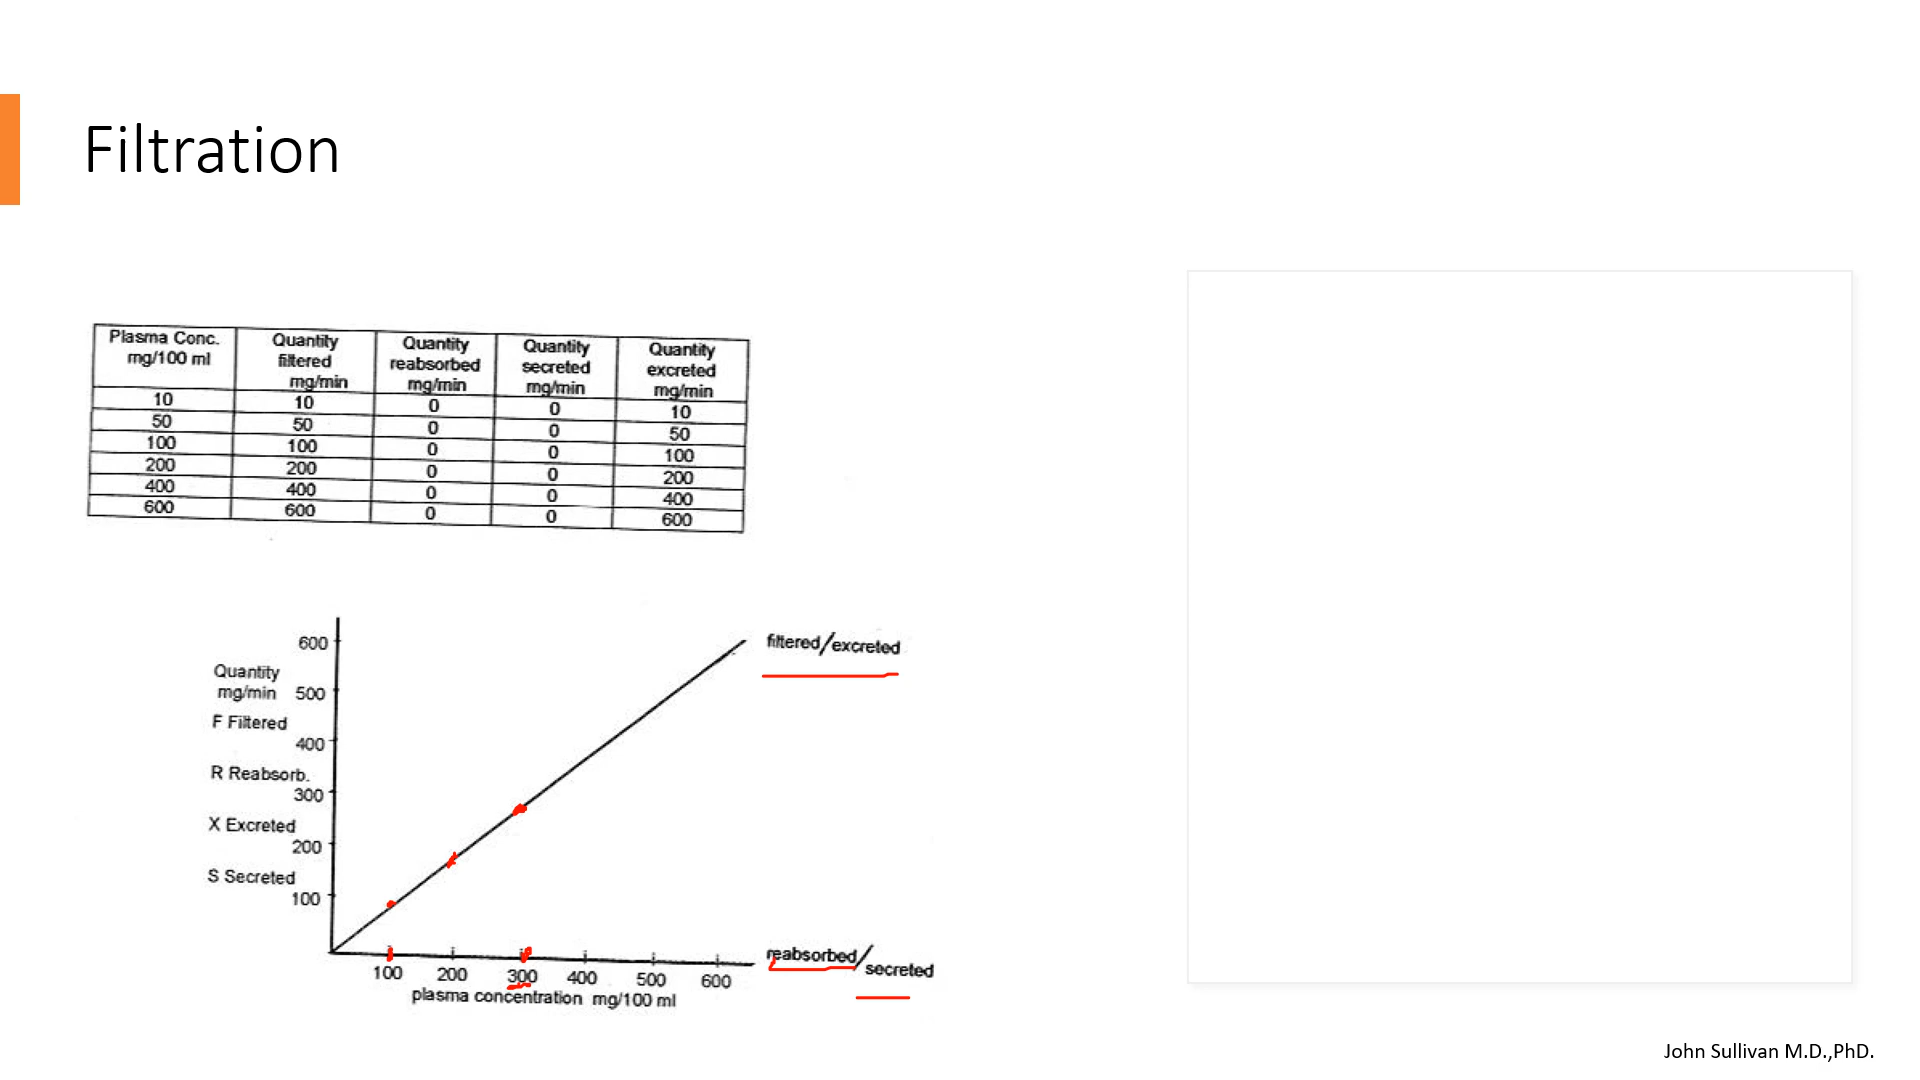 Filtration
Plasma Conc. mg/100 ml | Quantity filtered mg/min | Quantity reabsorbed mg/min | Quantity secreted mg/min | Quantity excreted mg/min
10 | 10 | 0 | 0 | 10
50 | 50 | 0 | 0 | 50
100 | 100 | 0 | 0 | 100
200 | 200 | 0 | 0 | 200
400 | 400 | 0 | 0 | 400
600 | 600 | 0 | 0 | 600
600
filtered/excreted
Quantity
mg/min 500
F Filtered
400
R Reabsorb.
300
X Excreted
200
S Secreted
100
reabsorbed/
secreted
100 200 300 400 500 600
plasma concentration mg/100 ml
John Sullivan M.D.,PhD.